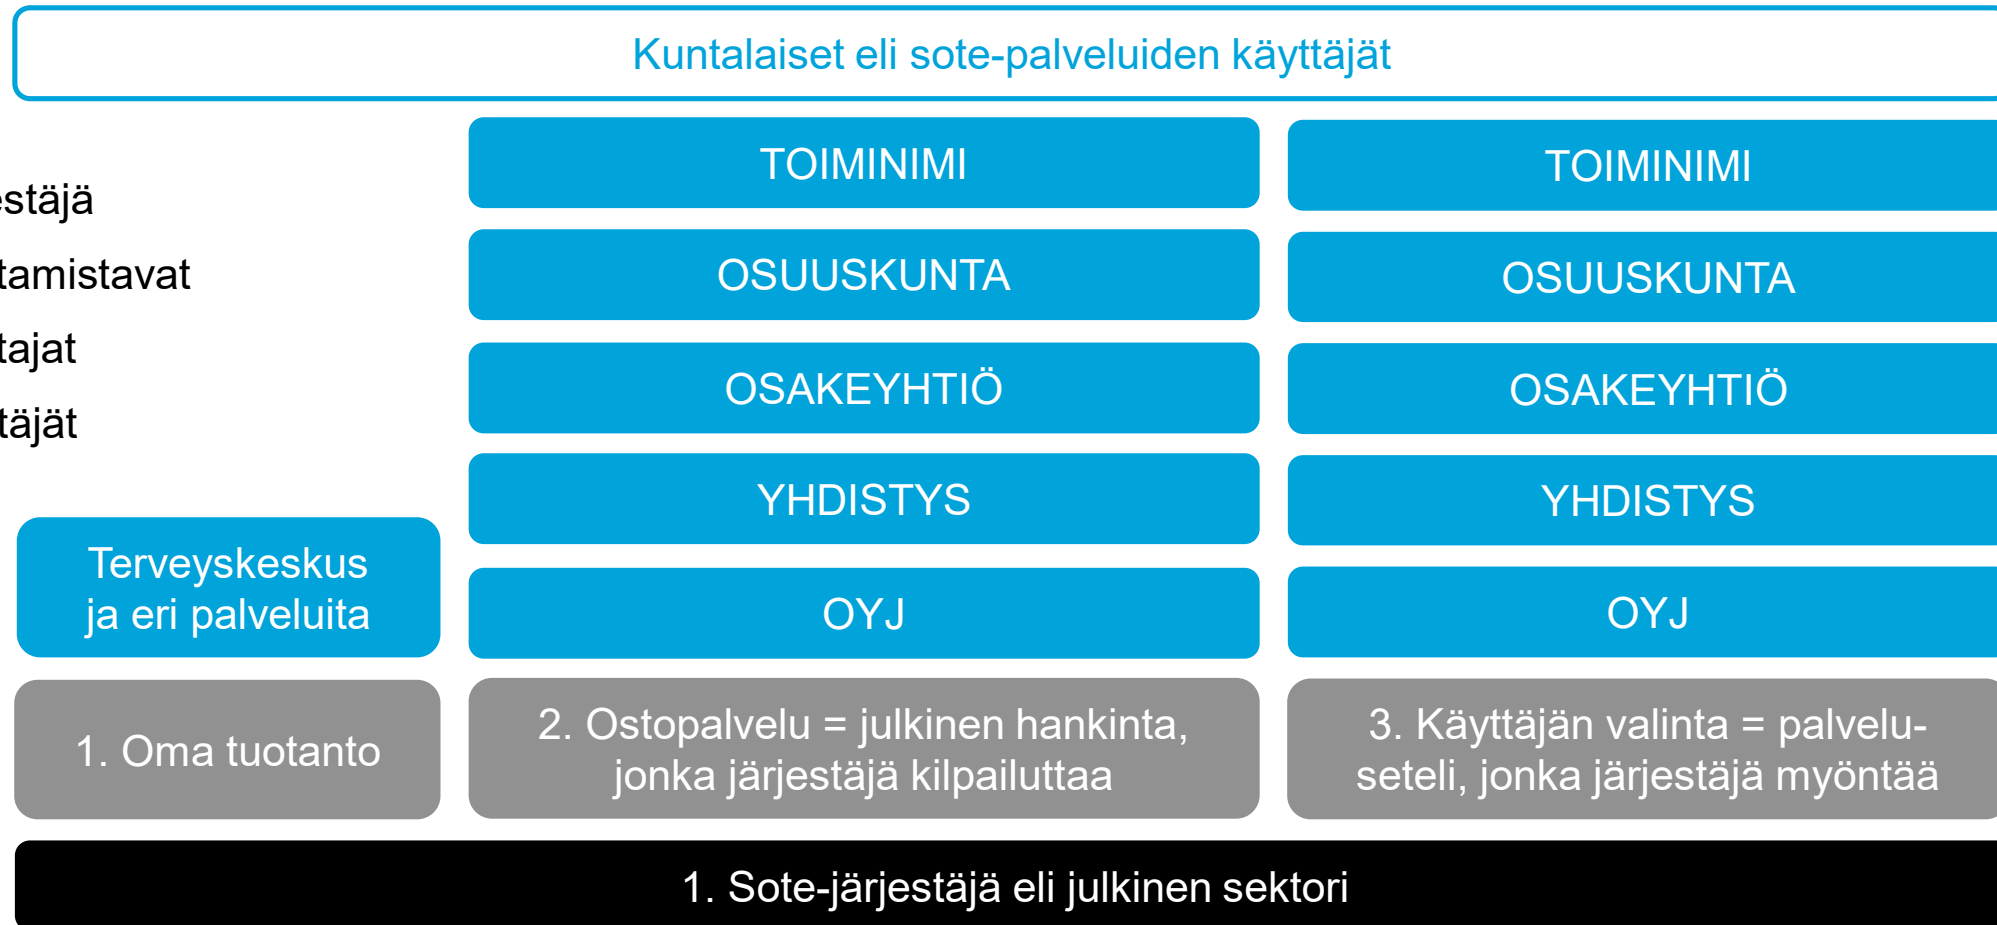 Kuntalaiset eli sote-palveluiden käyttäjät
estäjä
tamistavat
tajat
täjät
Terveyskeskus
ja eri palveluita
1. Oma tuotanto
TOIMINIMI
OSUUSKUNTA
OSAKEYHTIÖ
YHDISTYS
OYJ
2. Ostopalvelu = julkinen hankinta,
jonka järjestäjä kilpailuttaa
TOIMINIMI
OSUUSKUNTA
OSAKEYHTIÖ
YHDISTYS
OYJ
3. Käyttäjän valinta = palvelu-
seteli, jonka järjestäjä myöntää
1. Sote-järjestäjä eli julkinen sektori